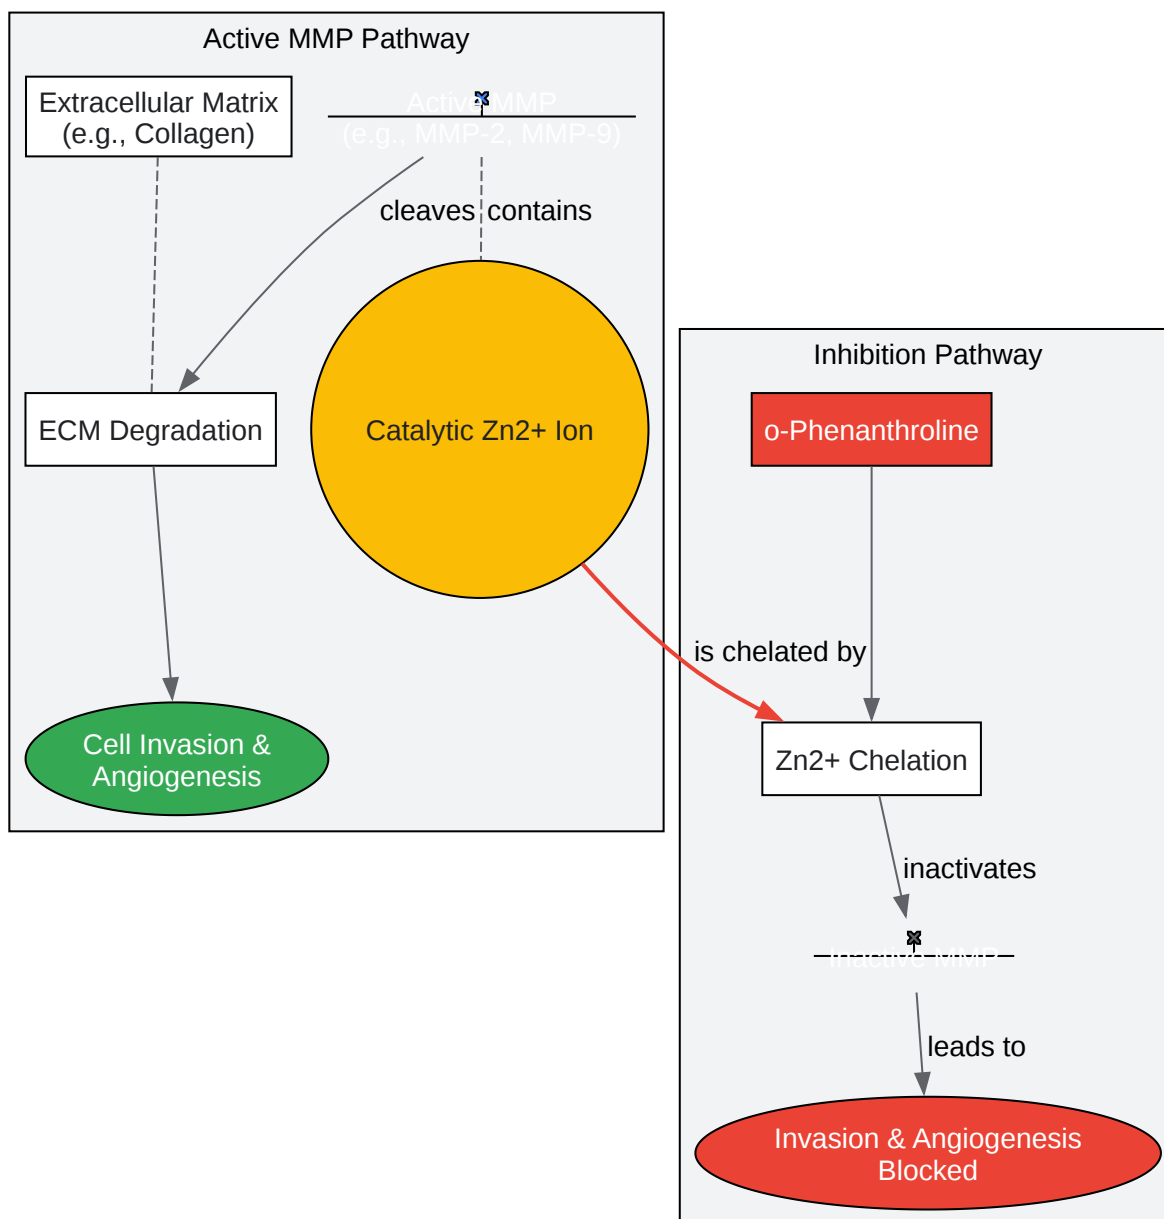 Active MMP Pathway
Extracellular Matrix
(e.g., Collagen)
Active MMP
(e.g., MMP-2, MMP-9)
cleaves
contains
ECM Degradation
Catalytic Zn2+ Ion
Cell Invasion &
Angiogenesis
Inhibition Pathway
o-Phenanthroline
is chelated by
Zn2+ Chelation
inactivates
Inactive MMP
leads to
Invasion & Angiogenesis
Blocked